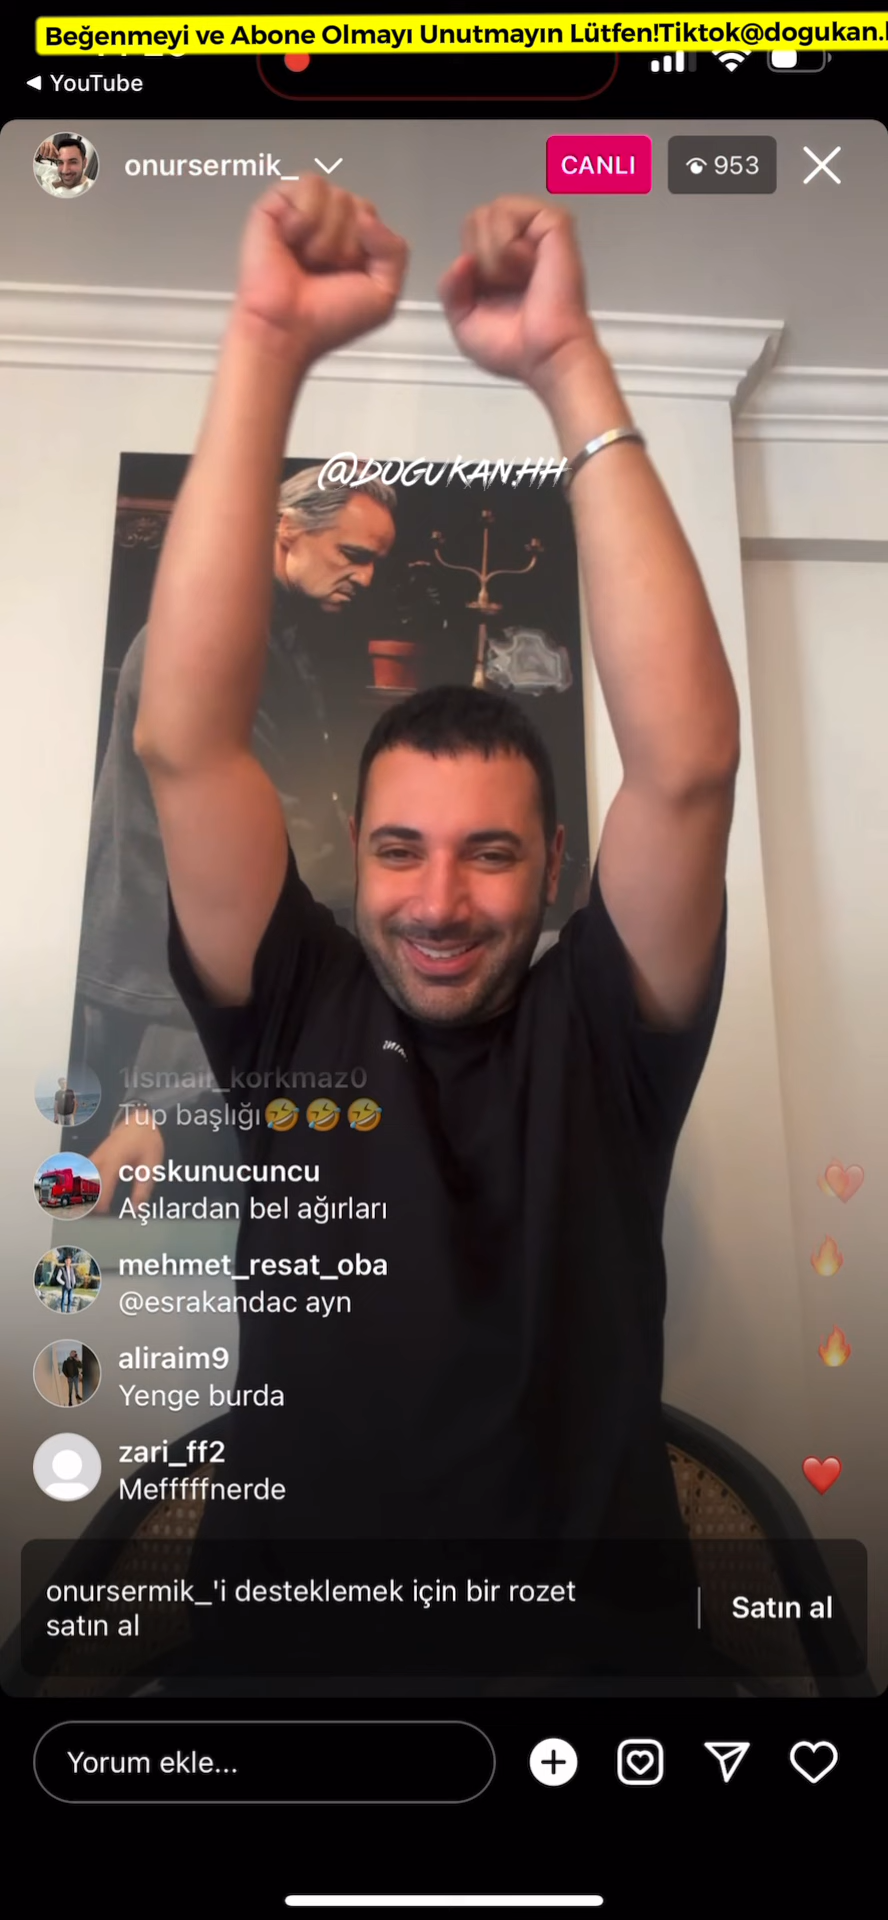 Beğenmeyi ve Abone Olmayı Unutmayın Lütfen!Tiktok@dogukan.
YouTube
onursermik_
CANLI
953
@DOGUKAN.HH
1ismail_korkmaz0
Tüp başlığı🤣🤣🤣
coskunucuncu
Aşılardan bel ağırları
mehmet_resat_oba
@esrakandac ayn
aliraim9
Yenge burda
zari_ff2
Mefffffnerde
onursermik_'i desteklemek için bir rozet
satın al
Satın al
Yorum ekle...